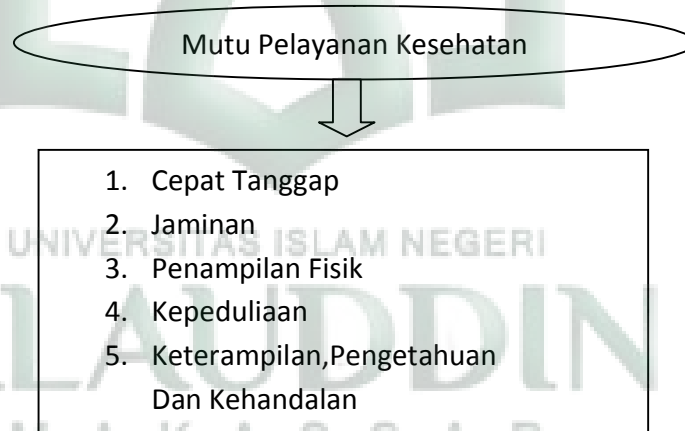 Mutu Pelayanan Kesehatan
1. Cepat Tanggap
2. Jaminan
UNIVERSITAS ISLAM NEGERI
3. Penampilan Fisik
4. Kepeduliaan
ALAUDDIN
5. Keterampilan,Pengetahuan
Dan Kehandalan
M A K A S S A R